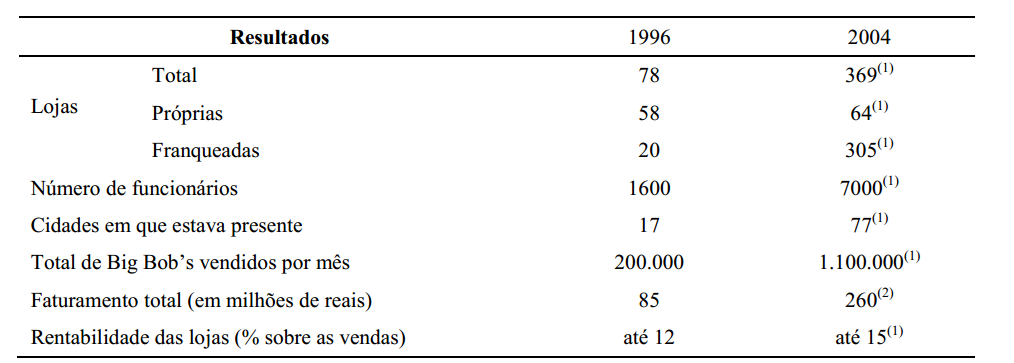 Resultados 1996 2004
Total 78 369(1)
Lojas
Próprias 58 64(1)
Franqueadas 20 305(1)
Número de funcionários 1600 7000(1)
Cidades em que estava presente 17 77(1)
Total de Big Bob’s vendidos por mês 200.000 1.100.000(1)
Faturamento total (em milhões de reais) 85 260(2)
Rentabilidade das lojas (% sobre as vendas) até 12 até 15(1)